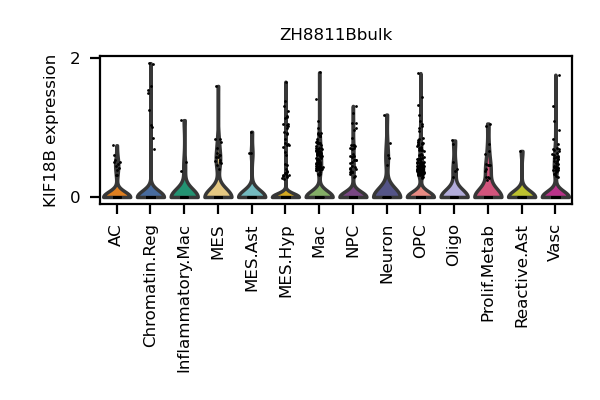 ZH8811Bbulk
KIF18B expression
2
0
AC
Chromatin.Reg
Inflammatory.Mac
MES
MES.Ast
MES.Hyp
Mac
NPC
Neuron
OPC
Oligo
Prolif.Metab
Reactive.Ast
Vasc